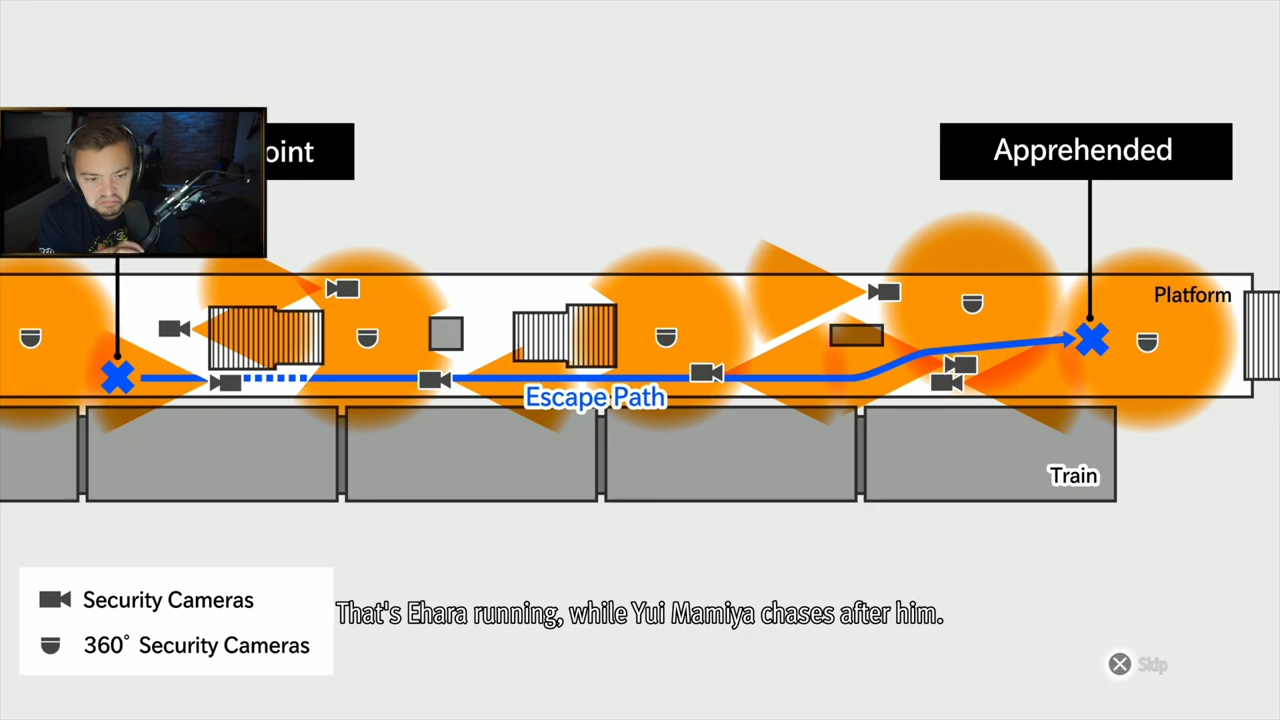 oint
Apprehended
Platform
Escape Path
Train
Security Cameras
360° Security Cameras
That's Ehara running, while Yui Mamiya chases after him.
Skip